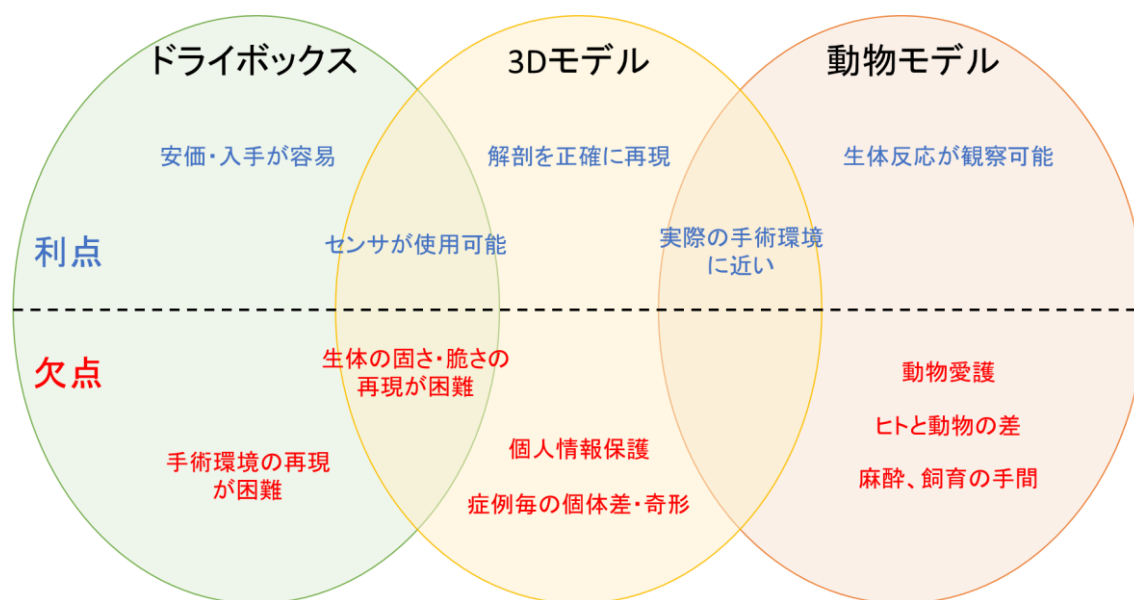 ドライボックス
3Dモデル
動物モデル
安価・入手が容易
解剖を正確に再現
生体反応が観察可能
利点
センサが使用可能
実際の手術環境
に近い
欠点
生体の固さ・脆さの
再現が困難
動物愛護
ヒトと動物の差
手術環境の再現
が困難
個人情報保護
麻酔、飼育の手間
症例毎の個体差・奇形